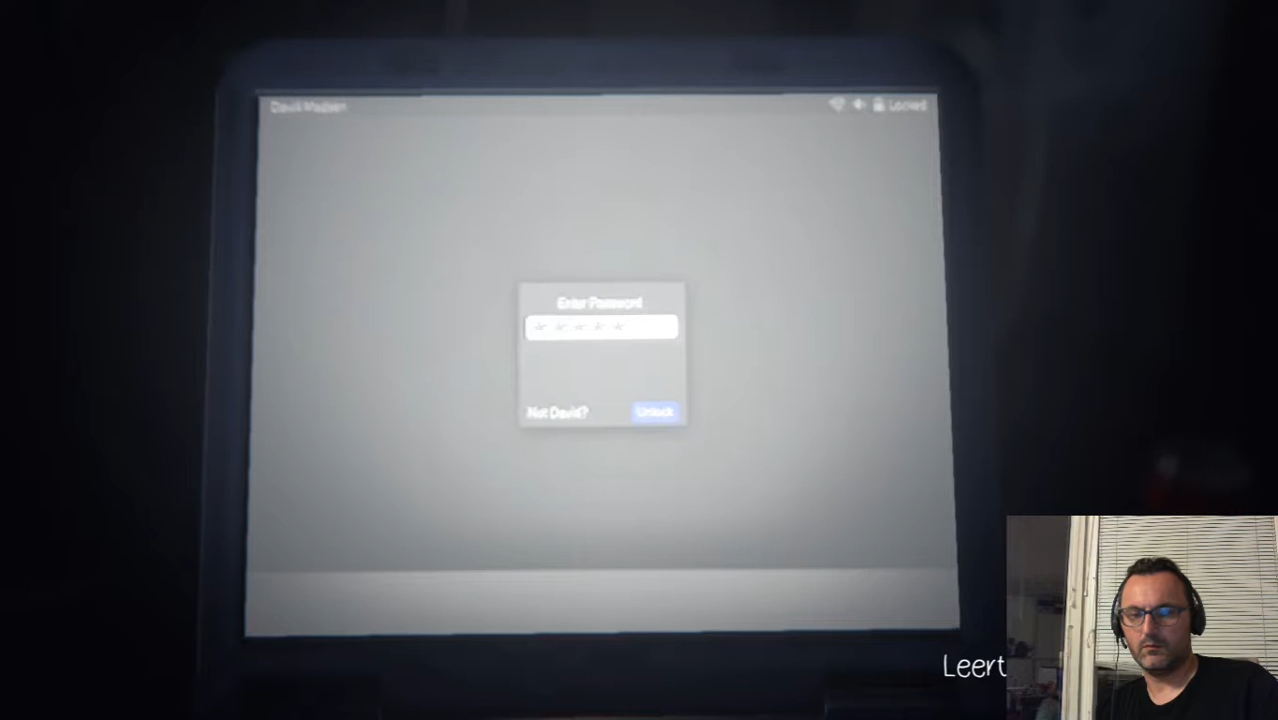 David Madsen
Locked
Enter Password
*****
Not David?
Unlock
Leert